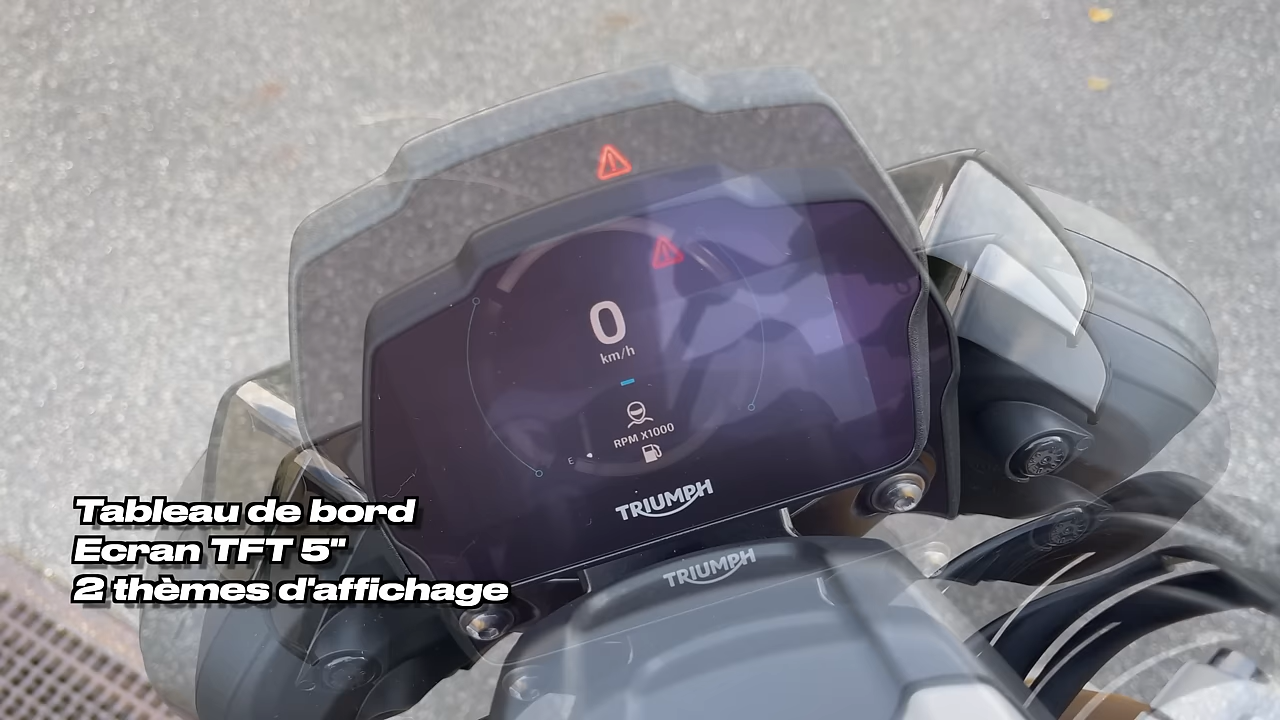 0
km/h
RPM X1000
E
TRIUMPH
TRIUMPH
Tableau de bord
Ecran TFT 5"
2 thèmes d'affichage